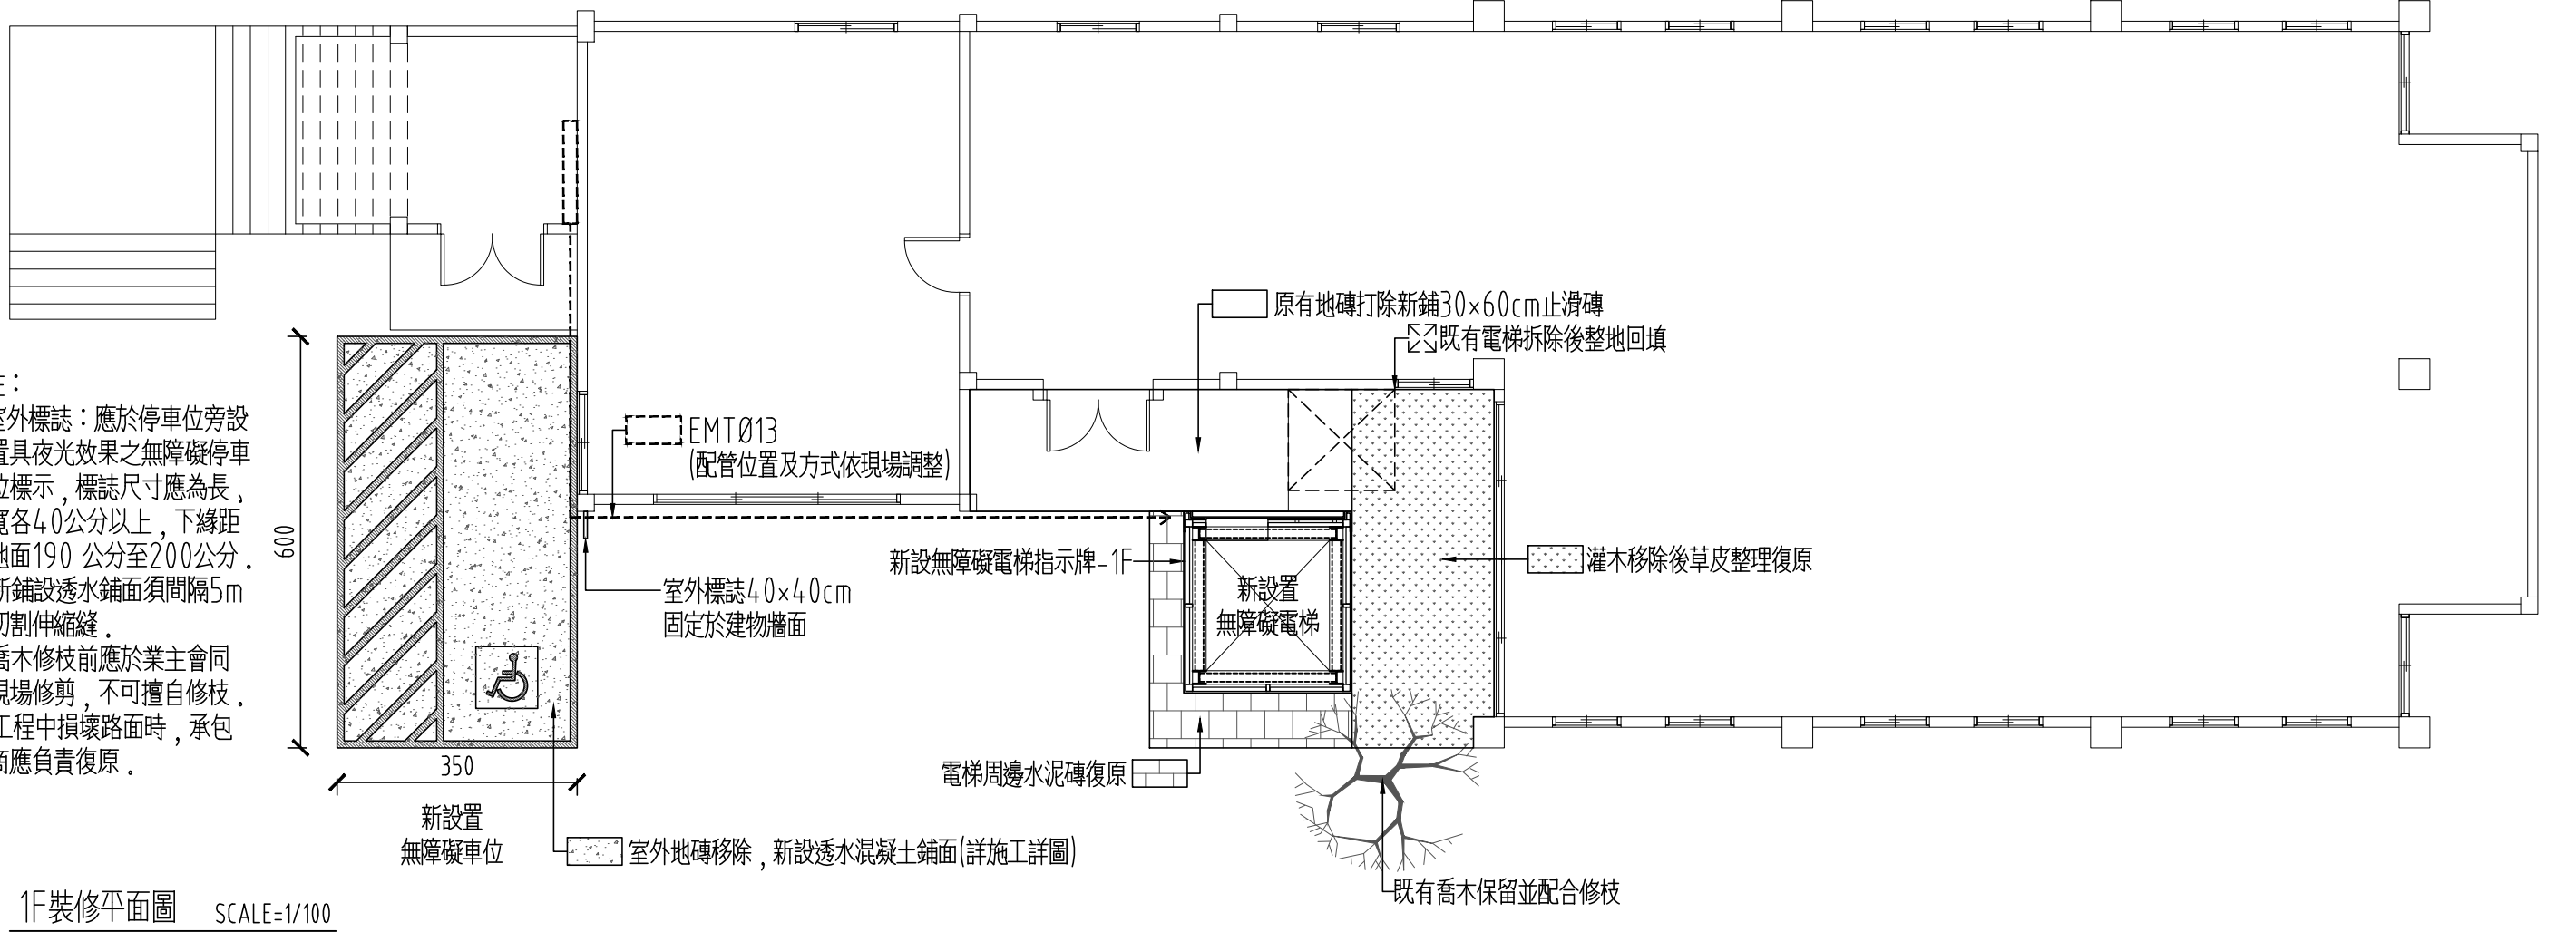 原有地磚打除新鋪30×60cm止滑磚
既有電梯拆除後整地回填
:
外標誌：應於停車位旁設
具夜光效果之無障礙停車
標示，標誌尺寸應為長、
各40公分以上，下緣距
面190 公分至200公分．
鋪設透水鋪面須間隔5m
割伸縮縫．
木修枝前應於業主會同
場修剪，不可擅自修枝．
工程中損壞路面時，承包
應負責復原．
600
350
EMTØ13
(配管位置及方式依現場調整)
新設無障礙電梯指示牌-1F
新設置
無障礙電梯
灌木移除後草皮整理復原
室外標誌40×40cm
固定於建物牆面
電梯周邊水泥磚復原
新設置
無障礙車位
室外地磚移除，新設透水混凝土鋪面(詳施工詳圖)
既有喬木保留並配合修枝
1F裝修平面圖 SCALE=1/100